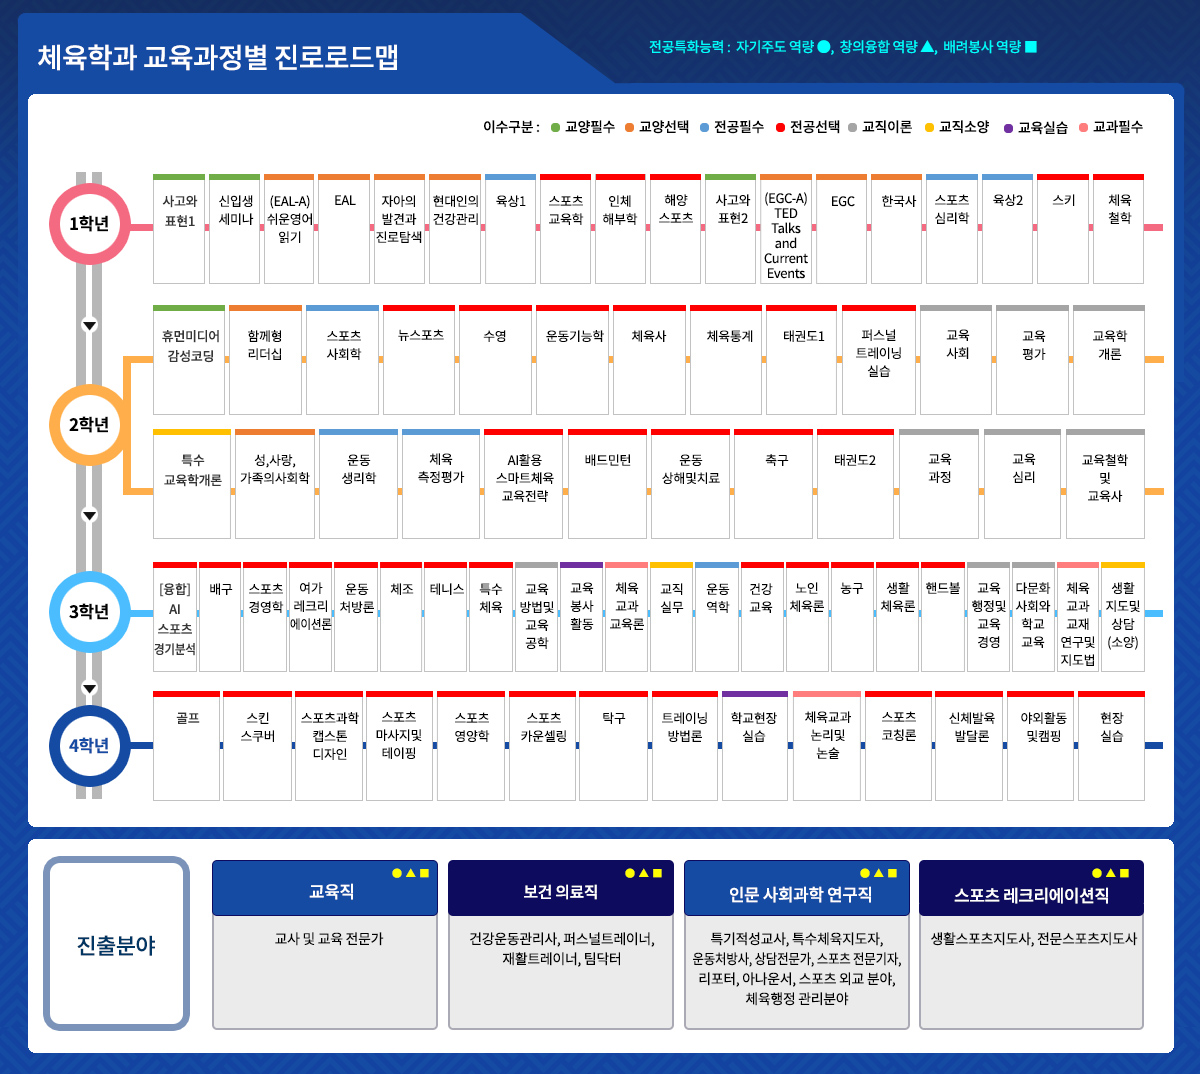 체육학과 교육과정별 진로로드맵
전공특화능력 : 자기주도 역량 ●, 창의융합 역량 ▲, 배려봉사 역량 ■
이수구분 : ● 교양필수 ● 교양선택 ● 전공필수 ● 전공선택 ● 교직이론 ● 교직소양 ● 교육실습 ● 교과필수
1학년
사고와
표현1
신입생
세미나
(EAL-A)
쉬운영어
읽기
EAL
자아의
발견과
진로탐색
현대인의
건강관리
육상1
스포츠
교육학
인체
해부학
해양
스포츠
사고와
표현2
(EGC-A)
TED
Talks
and
Current
Events
EGC
한국사
스포츠
심리학
육상2
스키
체육
철학
2학년
휴먼미디어
감성코딩
함께형
리더십
스포츠
사회학
뉴스포츠
수영
운동기능학
체육사
체육통계
태권도1
퍼스널
트레이닝
실습
교육
사회
교육
평가
교육학
개론
특수
교육학개론
성,사랑,
가족의사회학
운동
생리학
체육
측정평가
AI활용
스마트체육
교육전략
배드민턴
운동
상해및치료
축구
태권도2
교육
과정
교육
심리
교육철학
및
교육사
3학년
[융합]
AI
스포츠
경기분석
배구
스포츠
경영학
여가
레크리
에이션론
운동
처방론
체조
테니스
특수
체육
교육
방법및
교육
공학
교육
봉사
활동
체육
교과
교육론
교직
실무
운동
역학
건강
교육
노인
체육론
농구
생활
체육론
핸드볼
교육
행정및
교육
경영
다문화
사회와
학교
교육
체육
교과
교재
연구및
지도법
생활
지도및
상담
(소양)
4학년
골프
스킨
스쿠버
스포츠과학
캡스톤
디자인
스포츠
마사지및
테이핑
스포츠
영양학
스포츠
카운셀링
탁구
트레이닝
방법론
학교현장
실습
체육교과
논리및
논술
스포츠
코칭론
신체발육
발달론
야외활동
및캠핑
현장
실습
진출분야
●▲■
교육직
교사 및 교육 전문가
●▲■
보건 의료직
건강운동관리사, 퍼스널트레이너,
재활트레이너, 팀닥터
●▲■
인문 사회과학 연구직
특기적성교사, 특수체육지도자,
운동처방사, 상담전문가, 스포츠 전문기자,
리포터, 아나운서, 스포츠 외교 분야,
체육행정 관리분야
●▲■
스포츠 레크리에이션직
생활스포츠지도사, 전문스포츠지도사